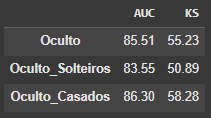 AUC KS
Oculto 85.51 55.23
Oculto_Solteiros 83.55 50.89
Oculto_Casados 86.30 58.28